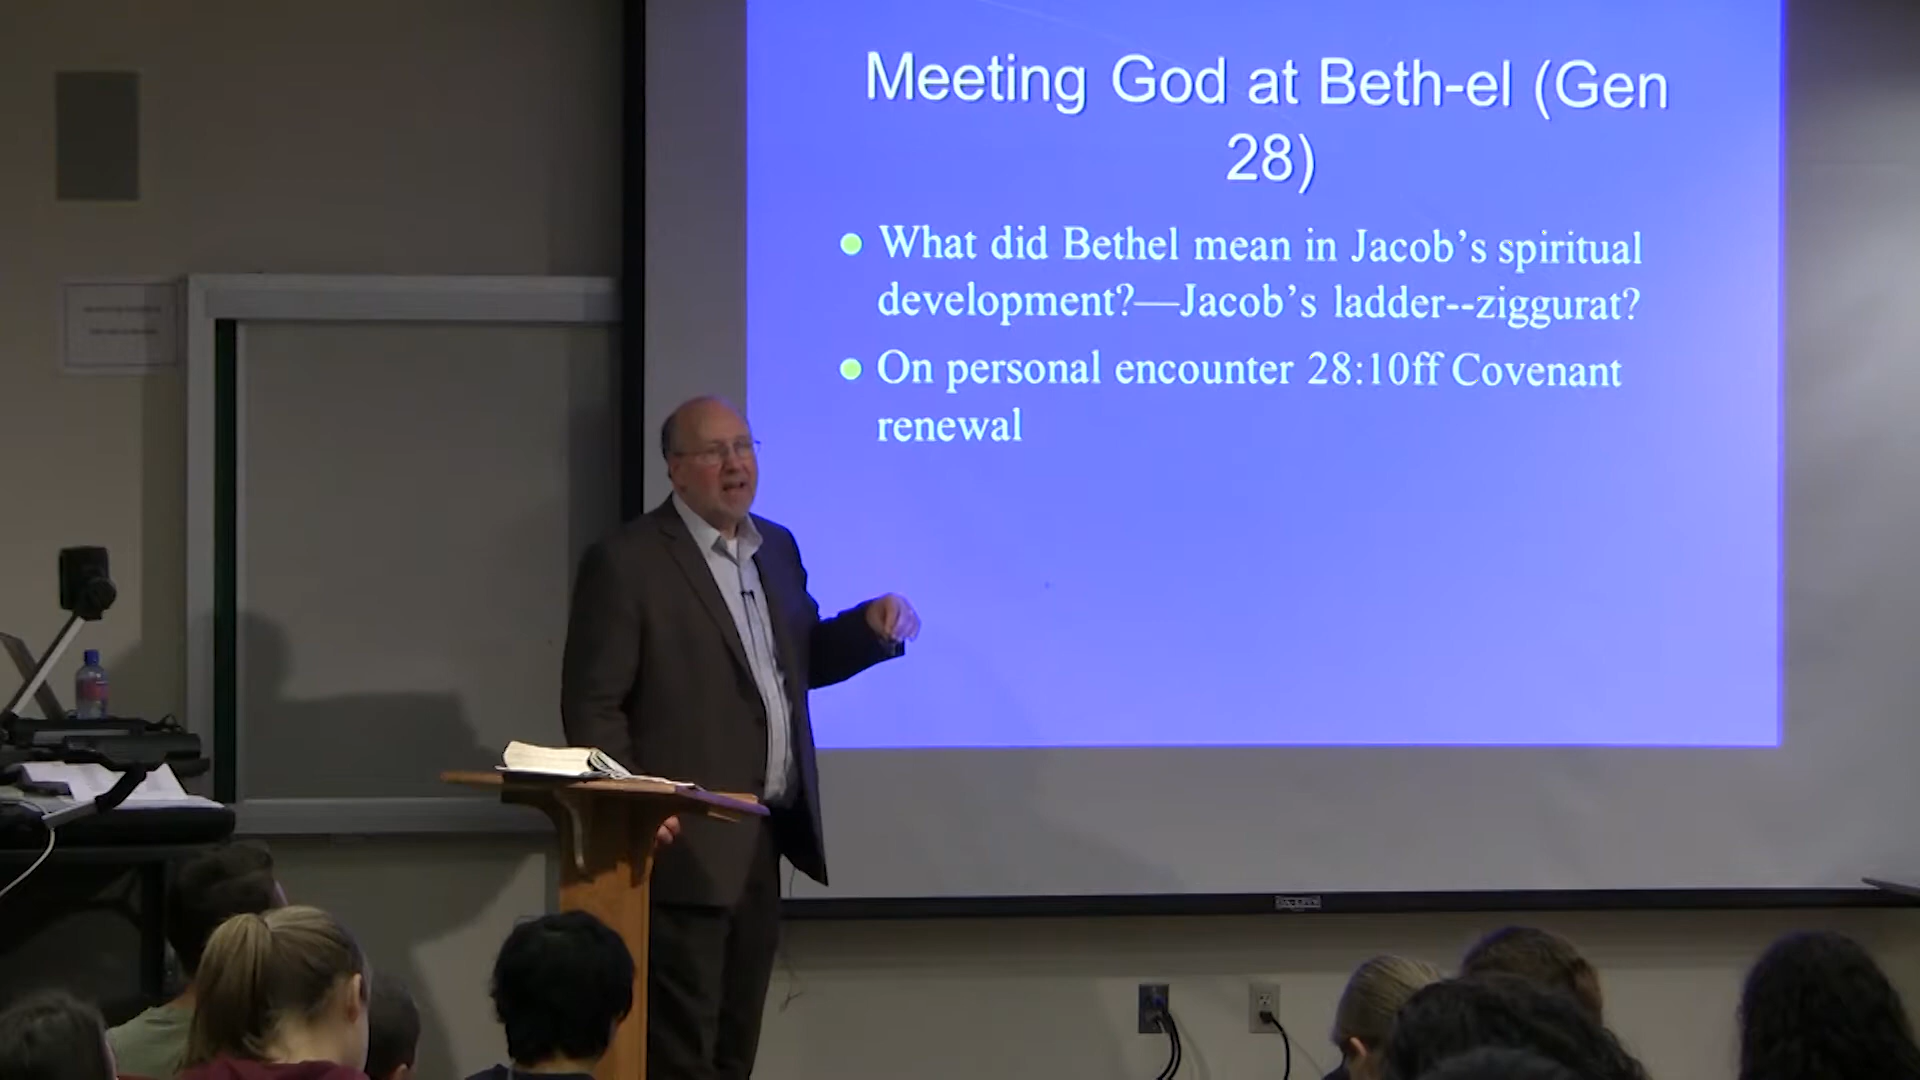 Meeting God at Beth-el (Gen
28)
What did Bethel mean in Jacob's spiritual
development?—Jacob's ladder--ziggurat?
On personal encounter 28:10ff Covenant
renewal